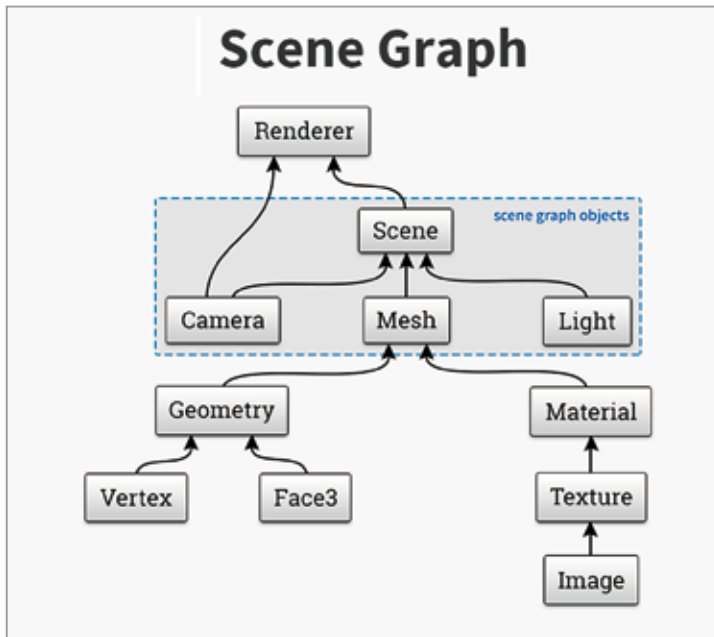 Scene Graph
Renderer
scene graph objects
Scene
Camera
Mesh
Light
Geometry
Material
Vertex
Face3
Texture
Image